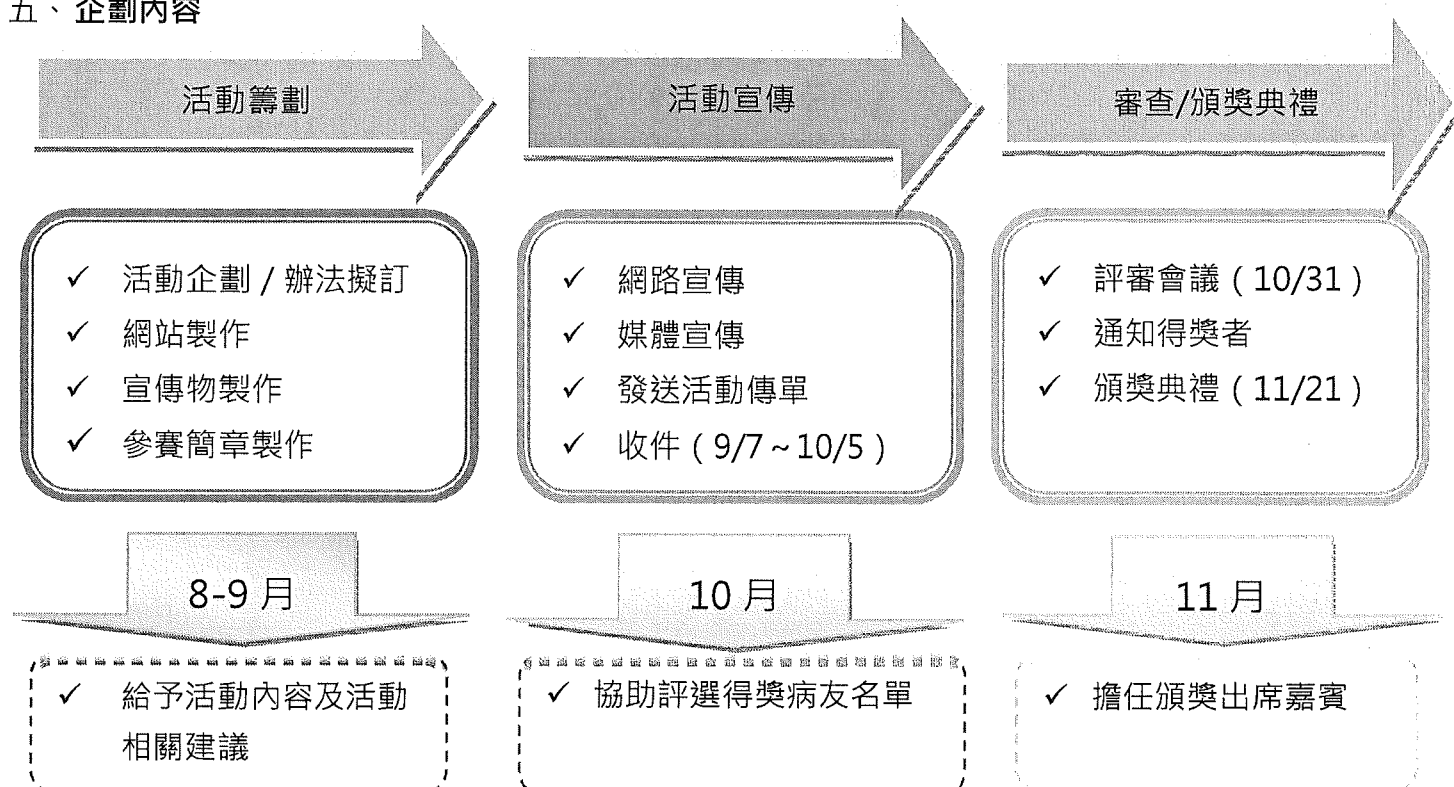 五、企劃內容
活動籌劃
活動宣傳
審查/頒獎典禮
✓ 活動企劃 / 辦法擬訂
✓ 網站製作
✓ 宣傳物製作
✓ 參賽簡章製作
✓ 網路宣傳
✓ 媒體宣傳
✓ 發送活動傳單
✓ 收件 ( 9/7 ~ 10/5 )
✓ 評審會議 ( 10/31 )
✓ 通知得獎者
✓ 頒獎典禮 ( 11/21 )
8-9 月
10 月
11 月
✓ 給予活動內容及活動
相關建議
✓ 協助評選得獎病友名單
✓ 擔任頒獎出席嘉賓